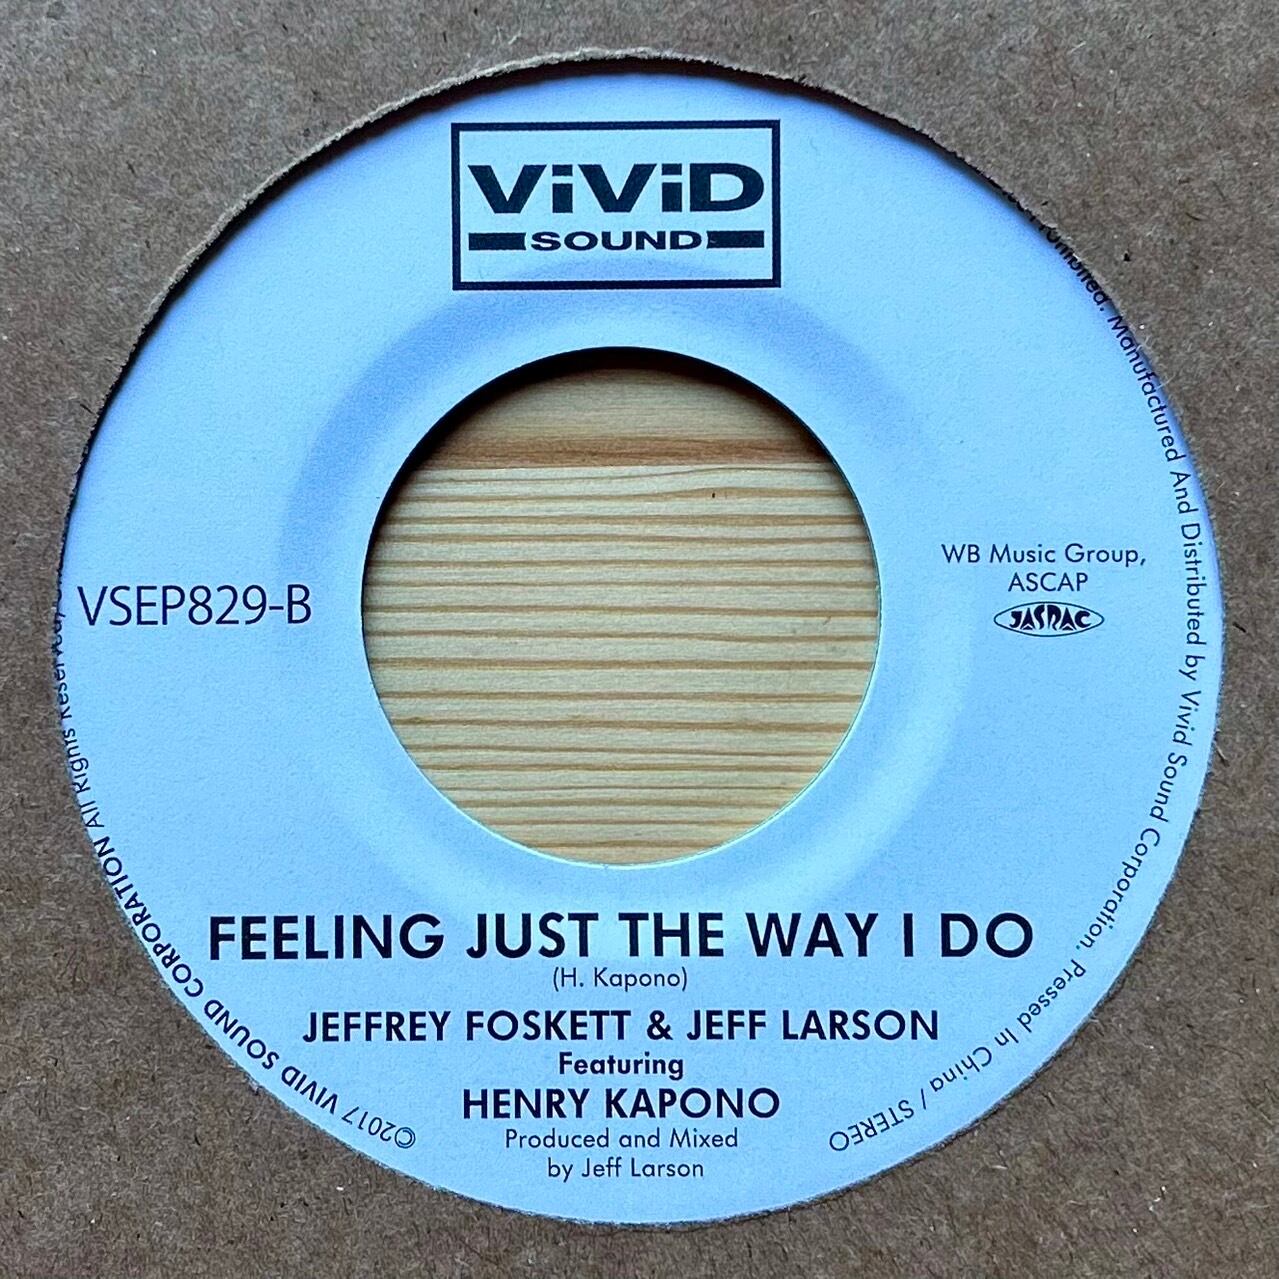 ViViD
SOUND
VSEP829-B
WB Music Group,
ASCAP
JASRAC
FEELING JUST THE WAY I DO
(H. Kapono)
JEFFREY FOSKETT & JEFF LARSON
Featuring
HENRY KAPONO
Produced and Mixed
by Jeff Larson
©2017 VIVID SOUND CORPORATION All Rights Reserved,
Manufactured And Distributed by Vivid Sound Corporation. Pressed In China / STEREO